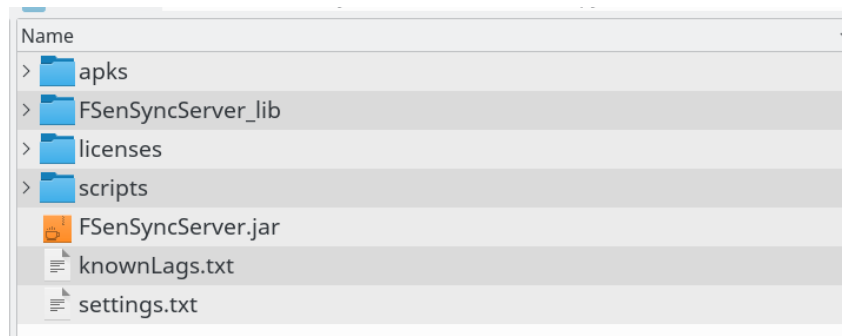 Name
apks
FSenSyncServer_lib
licenses
scripts
FSenSyncServer.jar
knownLags.txt
settings.txt